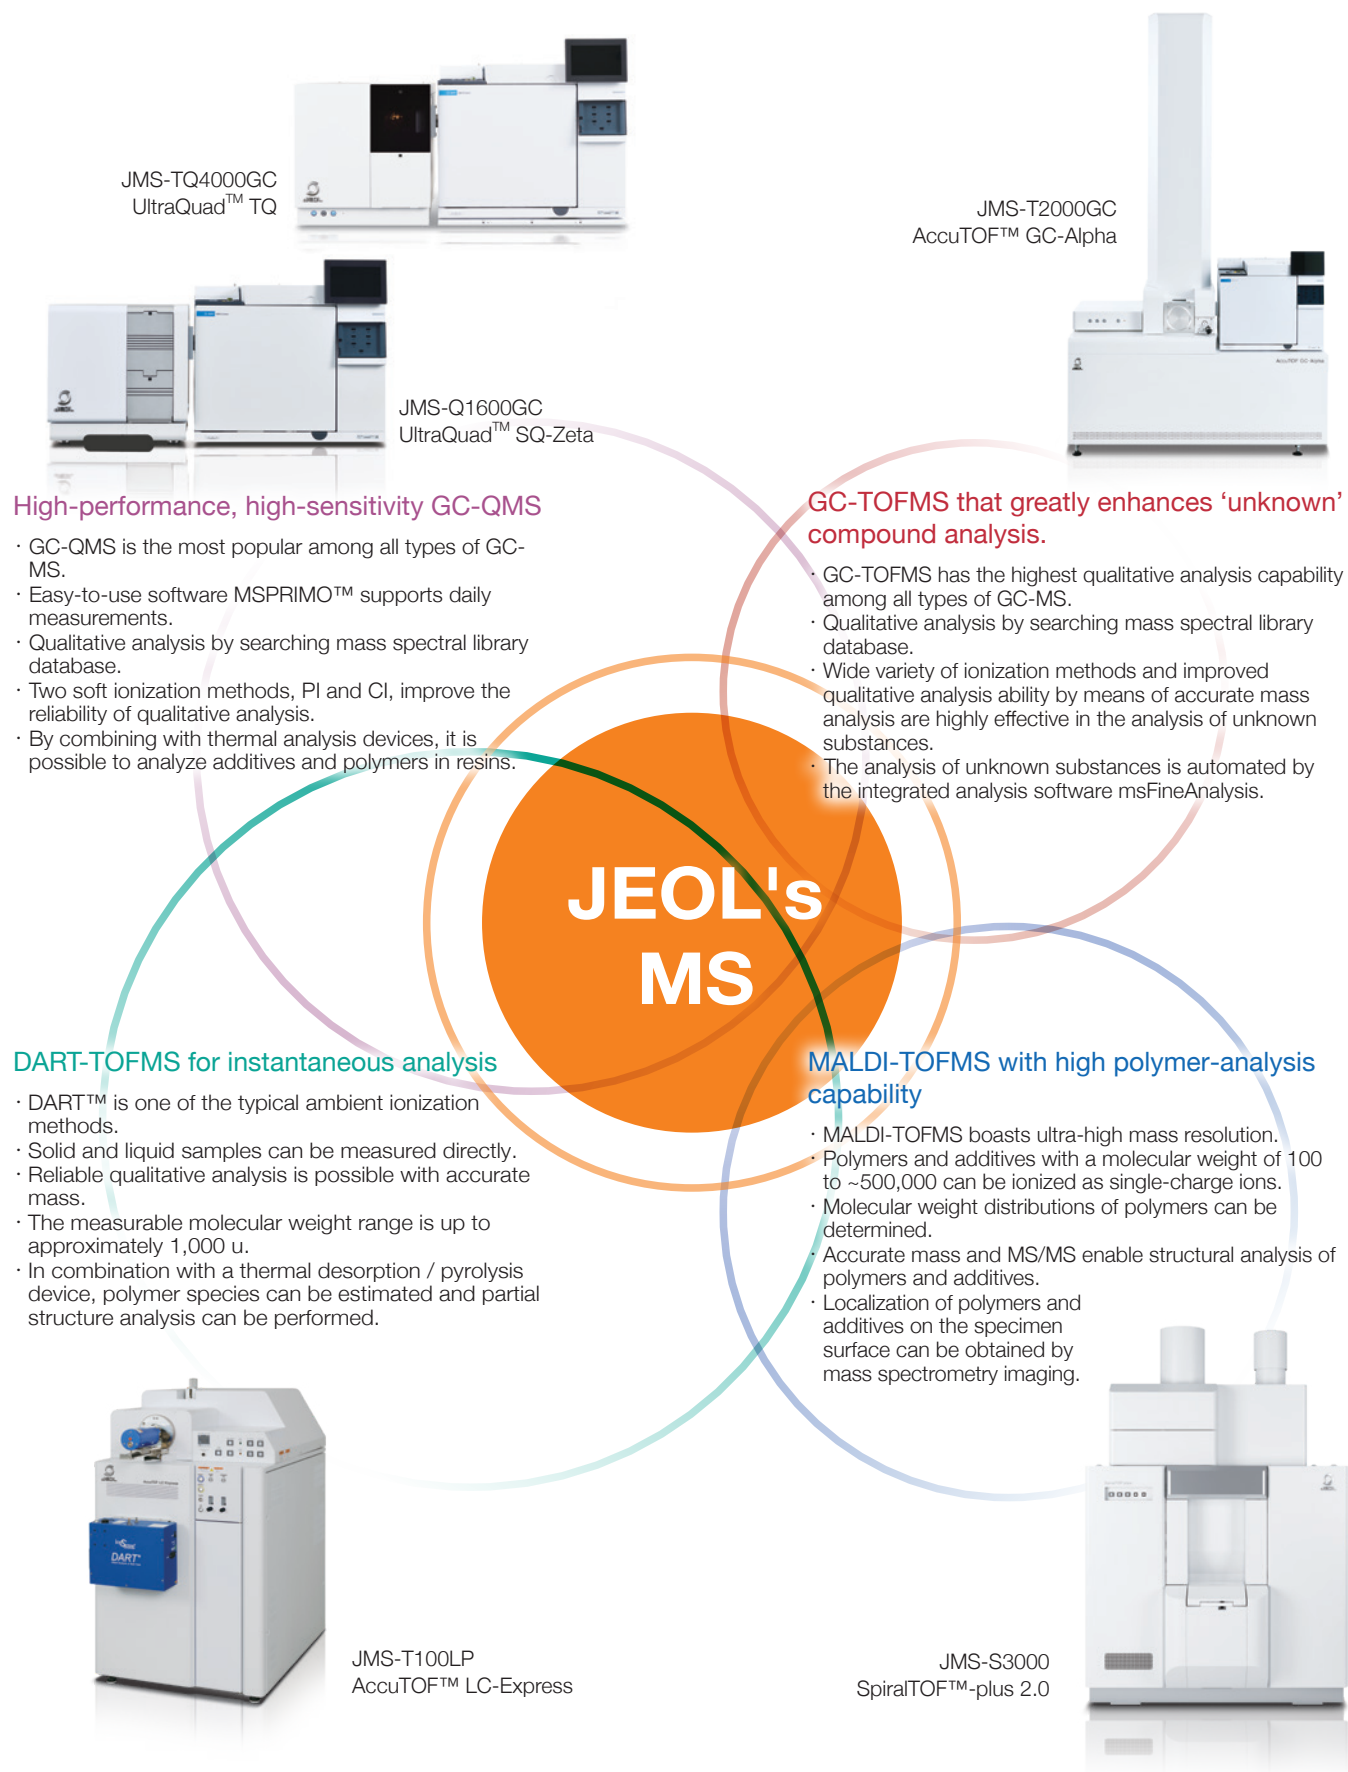 JMS-TQ4000GC
UltraQuad™ TQ
JMS-T2000GC
AccuTOF™ GC-Alpha
JMS-Q1600GC
UltraQuad™ SQ-Zeta
High-performance, high-sensitivity GC-QMS
· GC-QMS is the most popular among all types of GC-
MS.
· Easy-to-use software MSPRIMO™ supports daily
measurements.
· Qualitative analysis by searching mass spectral library
database.
· Two soft ionization methods, PI and CI, improve the
reliability of qualitative analysis.
· By combining with thermal analysis devices, it is
possible to analyze additives and polymers in resins.
GC-TOFMS that greatly enhances ‘unknown’
compound analysis.
· GC-TOFMS has the highest qualitative analysis capability
among all types of GC-MS.
· Qualitative analysis by searching mass spectral library
database.
· Wide variety of ionization methods and improved
qualitative analysis ability by means of accurate mass
analysis are highly effective in the analysis of unknown
substances.
· The analysis of unknown substances is automated by
the integrated analysis software msFineAnalysis.
JEOL's
MS
DART-TOFMS for instantaneous analysis
· DART™ is one of the typical ambient ionization
methods.
· Solid and liquid samples can be measured directly.
· Reliable qualitative analysis is possible with accurate
mass.
· The measurable molecular weight range is up to
approximately 1,000 u.
· In combination with a thermal desorption / pyrolysis
device, polymer species can be estimated and partial
structure analysis can be performed.
MALDI-TOFMS with high polymer-analysis
capability
· MALDI-TOFMS boasts ultra-high mass resolution.
· Polymers and additives with a molecular weight of 100
to ~500,000 can be ionized as single-charge ions.
· Molecular weight distributions of polymers can be
determined.
· Accurate mass and MS/MS enable structural analysis of
polymers and additives.
· Localization of polymers and
additives on the specimen
surface can be obtained by
mass spectrometry imaging.
DART
JMS-T100LP
AccuTOF™ LC-Express
JMS-S3000
SpiralTOF™-plus 2.0
AccuTOF GC-Alpha
JEOL